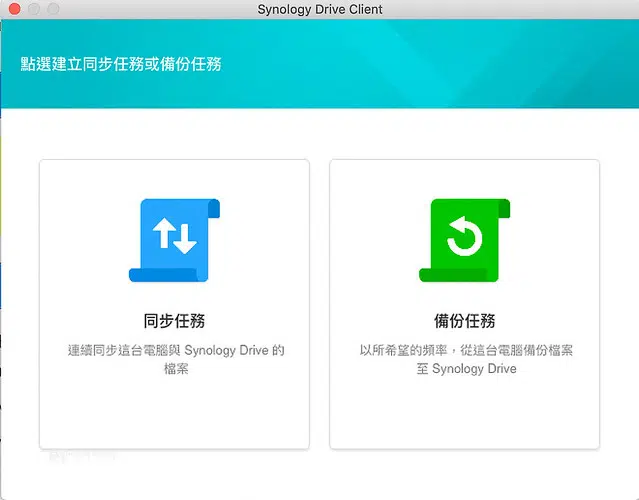 Synology Drive Client
點選建立同步任務或備份任務
同步任務
連續同步這台電腦與 Synology Drive 的
檔案
備份任務
以所希望的頻率，從這台電腦備份檔案
至 Synology Drive